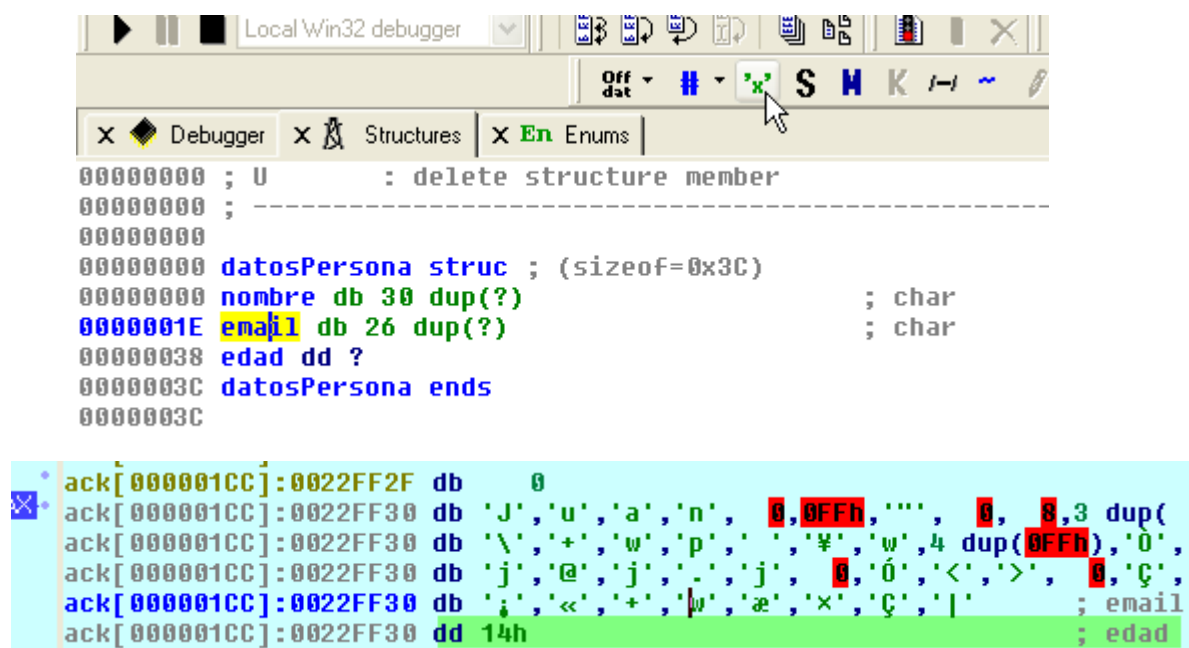 Local Win32 debugger
Off dat # 'x' S M K
Debugger Structures En Enums
00000000 ; U : delete structure member
00000000 ; --------------------------------------------------
00000000
00000000 datosPersona struc ; (sizeof=0x3C)
00000000 nombre db 30 dup(?) ; char
0000001E email db 26 dup(?) ; char
00000038 edad dd ?
0000003C datosPersona ends
0000003C
ack[000001CC]:0022FF2F db 0
ack[000001CC]:0022FF30 db 'J','u','a','n', 0,0FFh,'"', 0, 8,3 dup(
ack[000001CC]:0022FF30 db '\','+','w','p',' ','¥','w',4 dup(0FFh),'Ò',
ack[000001CC]:0022FF30 db 'j','@','j','.','j', 0,'Ó','<','>', 0,'Ç',
ack[000001CC]:0022FF30 db '¡','«','+','w','æ','×','Ç','|' ; email
ack[000001CC]:0022FF30 dd 14h ; edad